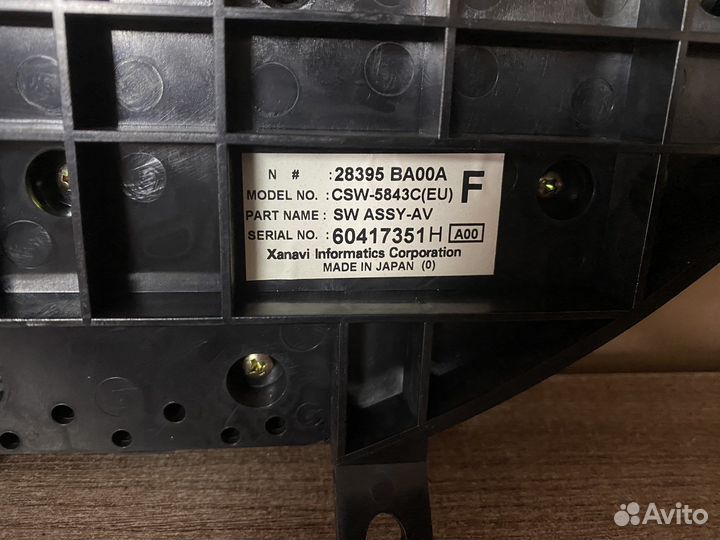 N # : 28395 BA00A
MODEL NO. : CSW-5843C(EU) F
PART NAME : SW ASSY-AV
SERIAL NO. : 60417351H A00
Xanavi Informatics Corporation
MADE IN JAPAN (0)
Avito